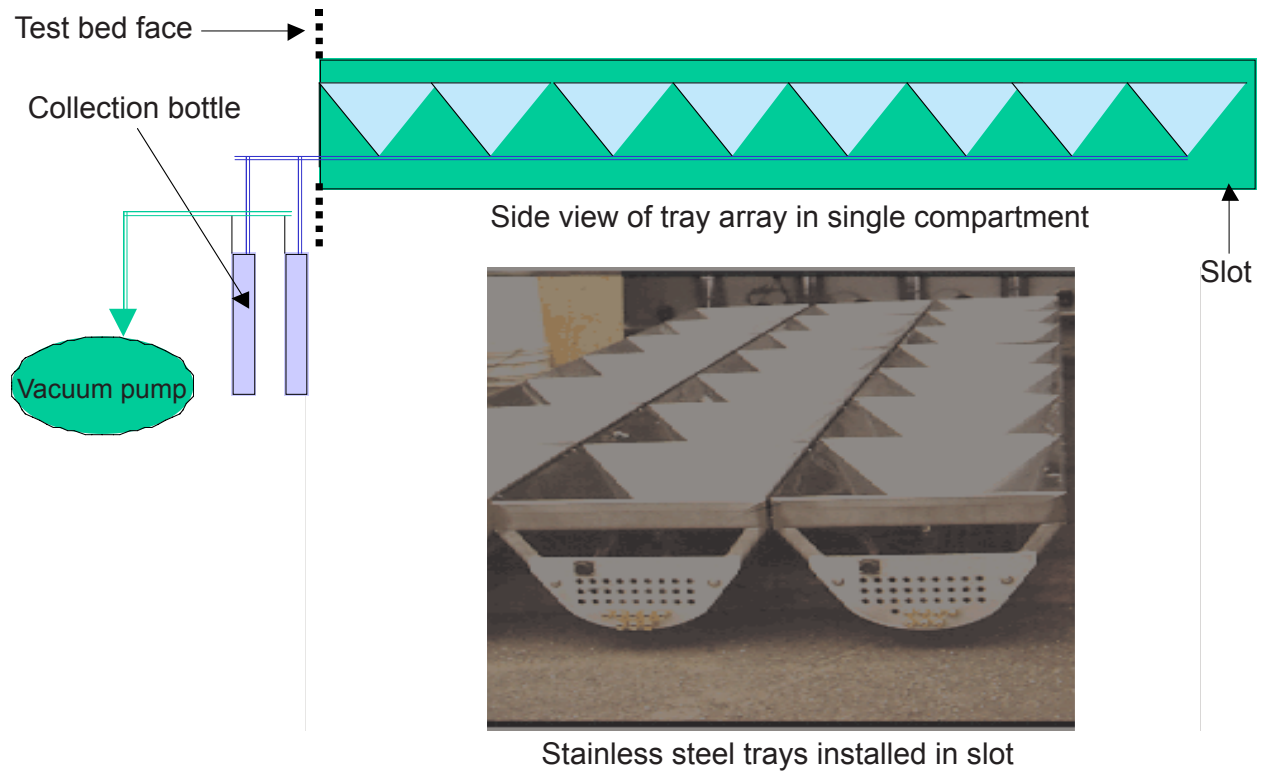 Test bed face
Collection bottle
Side view of tray array in single compartment
Slot
Vacuum pump
Stainless steel trays installed in slot